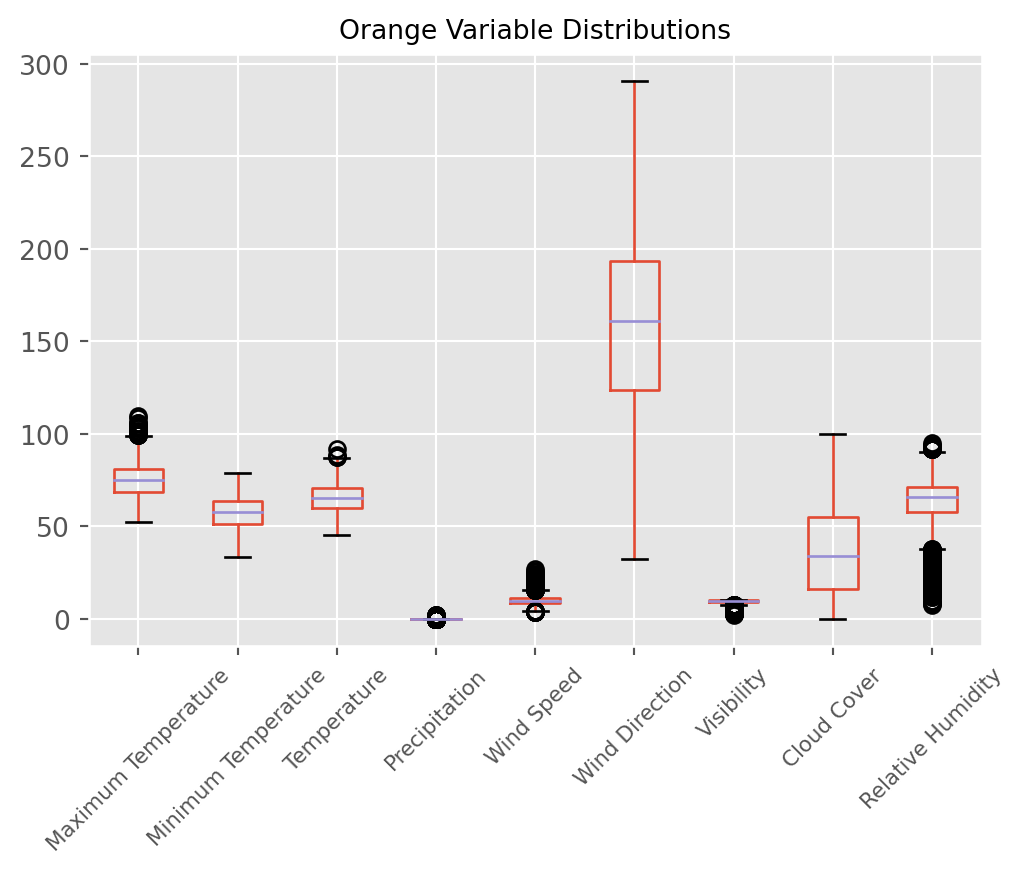 Orange Variable Distributions
300
250
200
150
100
50
0
Maximum Temperature
Minimum Temperature
Temperature
Precipitation
Wind Speed
Wind Direction
Visibility
Cloud Cover
Relative Humidity